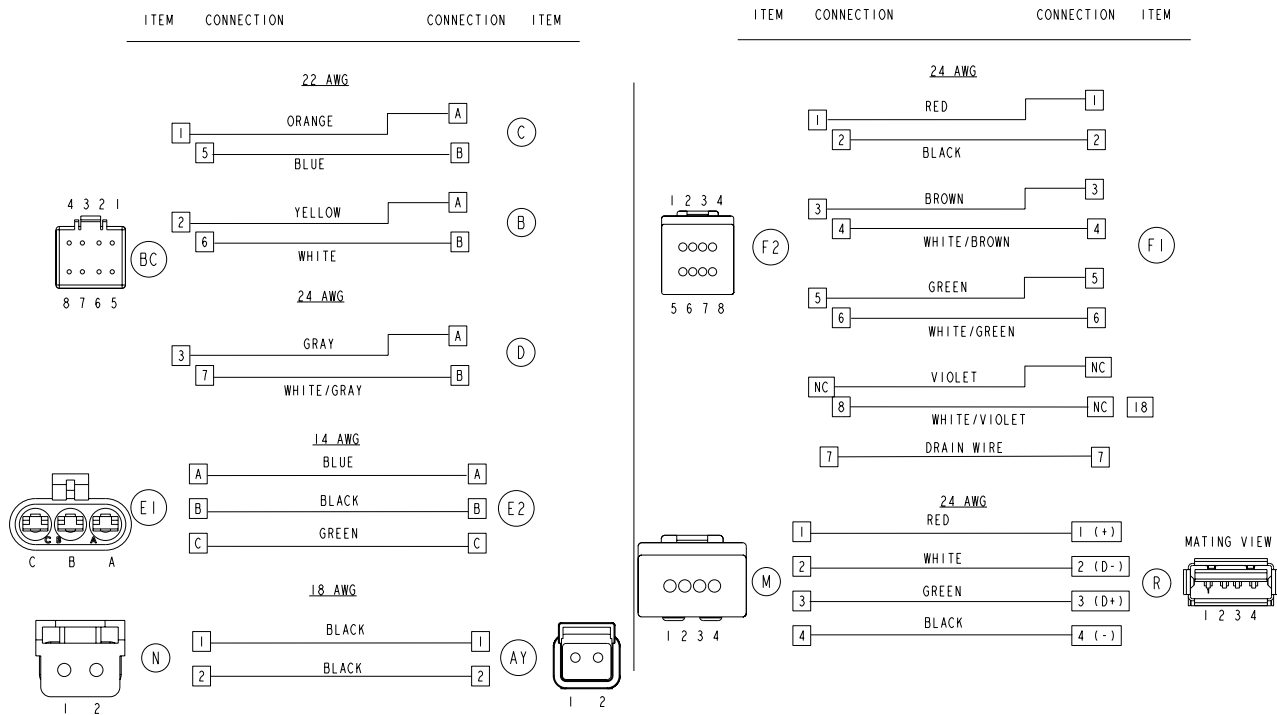 ITEM CONNECTION CONNECTION ITEM
22 AWG
ORANGE
1 A
C
5 B
BLUE
4 3 2 1
YELLOW
2 A
B
6 B
WHITE
BC
8 7 6 5
24 AWG
GRAY
3 A
D
7 B
WHITE/GRAY
14 AWG
BLUE
A A
E1
BLACK
B B
E2
GREEN
C C
C B A
C B A
18 AWG
BLACK
1 1
N
AY
BLACK
2 2
1 2
1 2
ITEM CONNECTION CONNECTION ITEM
24 AWG
RED
1 1
2 2
BLACK
1 2 3 4
BROWN
3 3
4 4
WHITE/BROWN
F2
F1
GREEN
5 5
5 6 7 8
6 6
WHITE/GREEN
VIOLET
NC NC
8 NC 18
WHITE/VIOLET
DRAIN WIRE
7 7
24 AWG
RED
1 1 (+)
MATING VIEW
WHITE
2 2 (D-)
M
R
GREEN
3 3 (D+)
BLACK
4 4 (-)
1 2 3 4
1 2 3 4